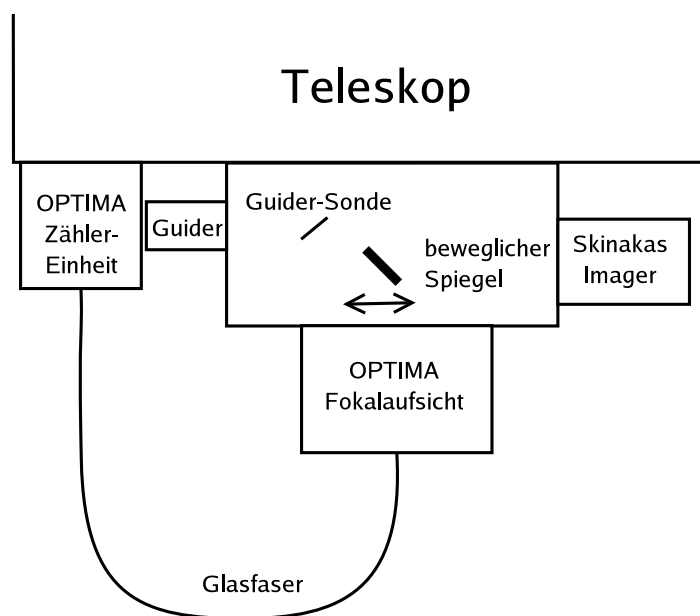 Teleskop
OPTIMA
Zähler-
Einheit
Guider
Guider-Sonde
beweglicher
Spiegel
Skinakas
Imager
OPTIMA
Fokalaufsicht
Glasfaser